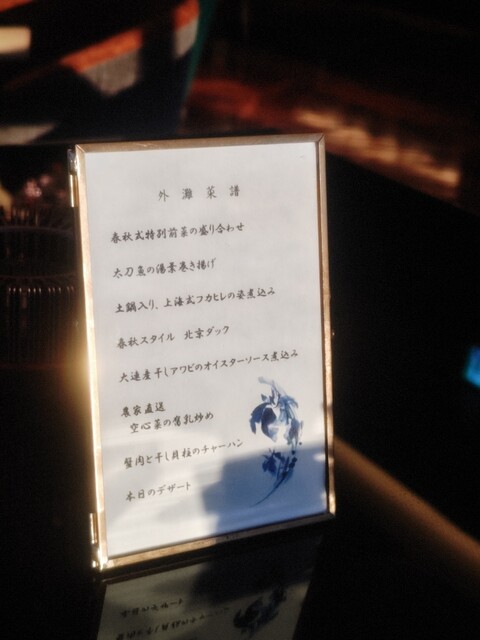 外灘菜譜
春秋式特別前菜の盛り合わせ
太刀魚の湯葉巻き揚げ
土鍋入り、上海式フカヒレの姿煮込み
春秋スタイル 北京ダック
大連産干しアワビのオイスターソース煮込み
農家直送
空心菜の腐乳炒め
蟹肉と干し貝柱のチャーハン
本日のデザート